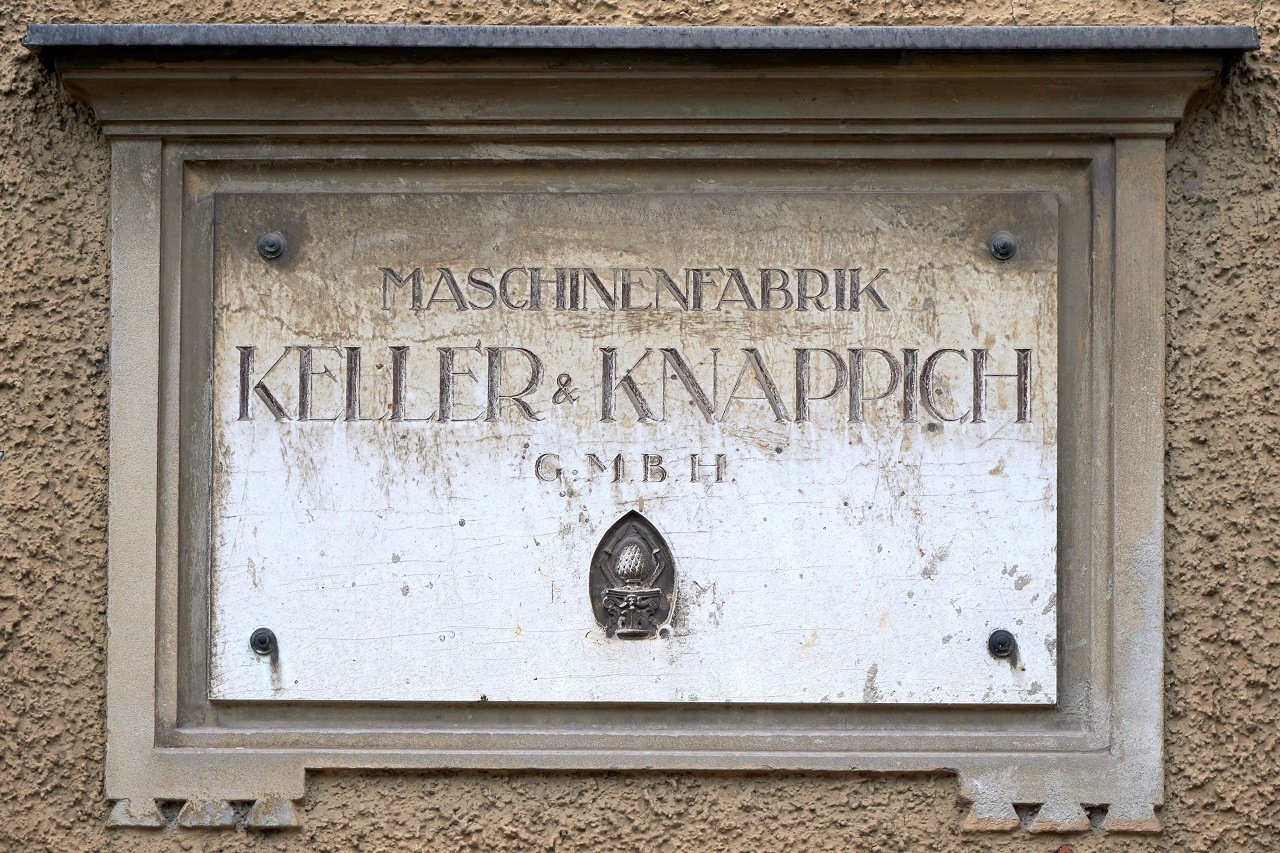 MASCHINENFABRIK
KELLER & KNAPPICH
G.M.B.H.